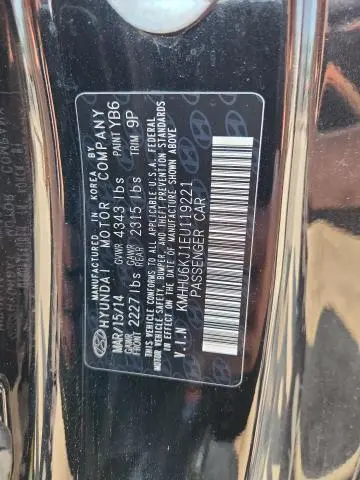 MANUFACTURED IN KOREA BY
HYUNDAI MOTOR COMPANY
MAR/15/14 GVWR 4343 lbs PAINT YB6
GAWR FRONT 2227 lbs GAWR REAR 2315 lbs TRIM 9P
THIS VEHICLE CONFORMS TO ALL APPLICABLE U.S.A. FEDERAL
MOTOR VEHICLE SAFETY, BUMPER, AND THEFT PREVENTION
STANDARDS IN EFFECT ON THE DATE OF MANUFACTURE SHOWN ABOVE
V.I.N KMHHU6KJ1EU119221
PASSENGER CAR